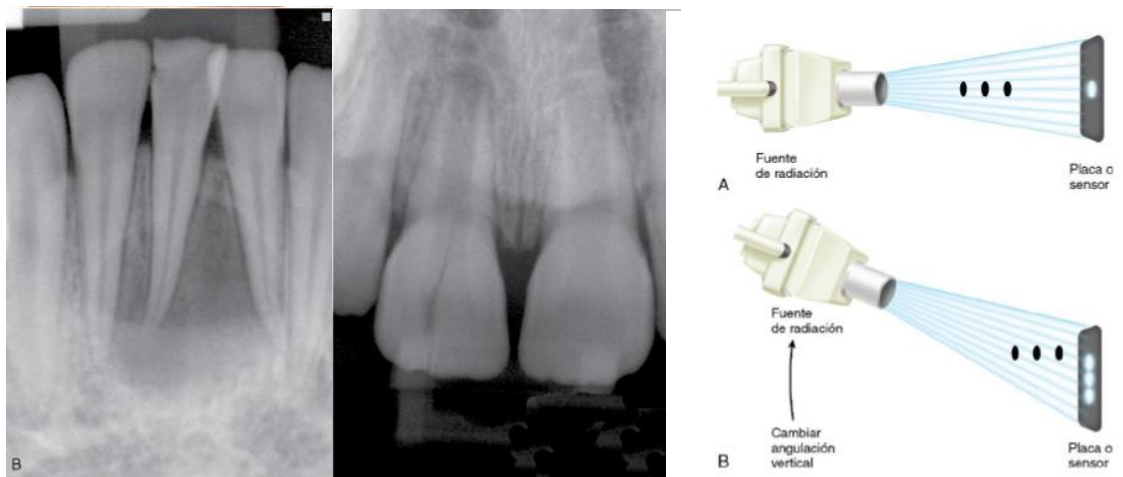 B
Fuente
de radiación
Placa o
sensor
A
Fuente
de radiación
Cambiar
angulación
vertical
Placa o
sensor
B